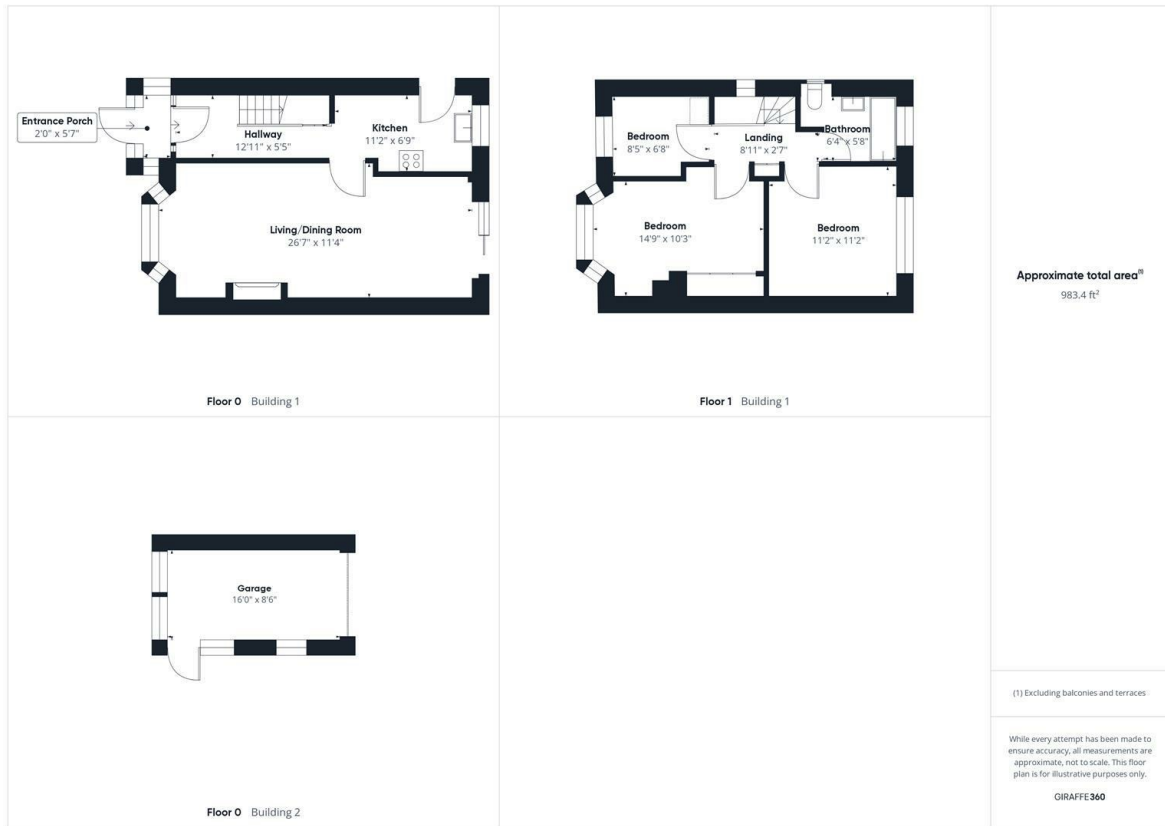 Entrance Porch
2'0" x 5'7"
Hallway
12'11" x 5'5"
Kitchen
11'2" x 6'9"
Living/Dining Room
26'7" x 11'4"
Floor 0 Building 1
Bedroom
8'5" x 6'8"
Landing
8'11" x 2'7"
Bathroom
6'4" x 5'8"
Bedroom
14'9" x 10'3"
Bedroom
11'2" x 11'2"
Floor 1 Building 1
Garage
16'0" x 8'6"
Floor 0 Building 2
Approximate total area(1)
983.4 ft²
(1) Excluding balconies and terraces
While every attempt has been made to
ensure accuracy, all measurements are
approximate, not to scale. This floor
plan is for illustrative purposes only.
GIRAFFE360